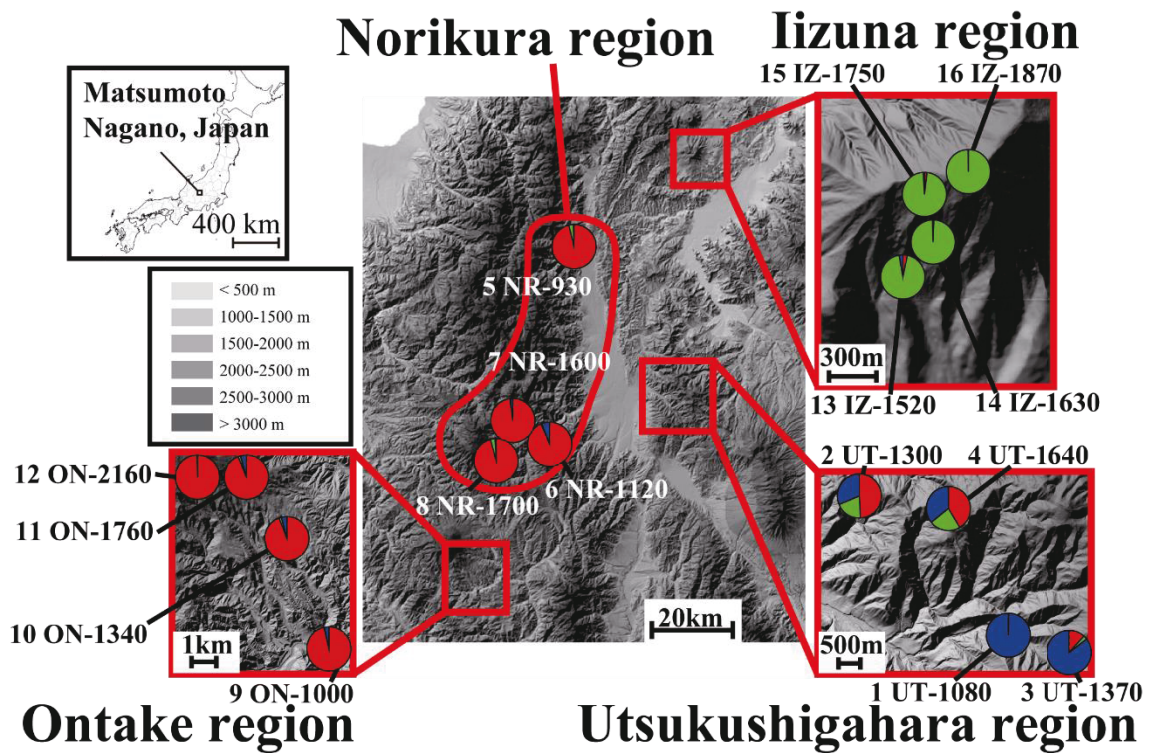 Norikura region
Iizuna region
15 IZ-1750
16 IZ-1870
Matsumoto
Nagano, Japan
400 km
5 NR-930
< 500 m
1000-1500 m
1500-2000 m
2000-2500 m
2500-3000 m
> 3000 m
7 NR-1600
300m
13 IZ-1520
14 IZ-1630
2 UT-1300
4 UT-1640
12 ON-2160
8 NR-1700
6 NR-1120
11 ON-1760
10 ON-1340
20km
1km
500m
9 ON-1000
1 UT-1080
3 UT-1370
Ontake region
Utsukushigahara region